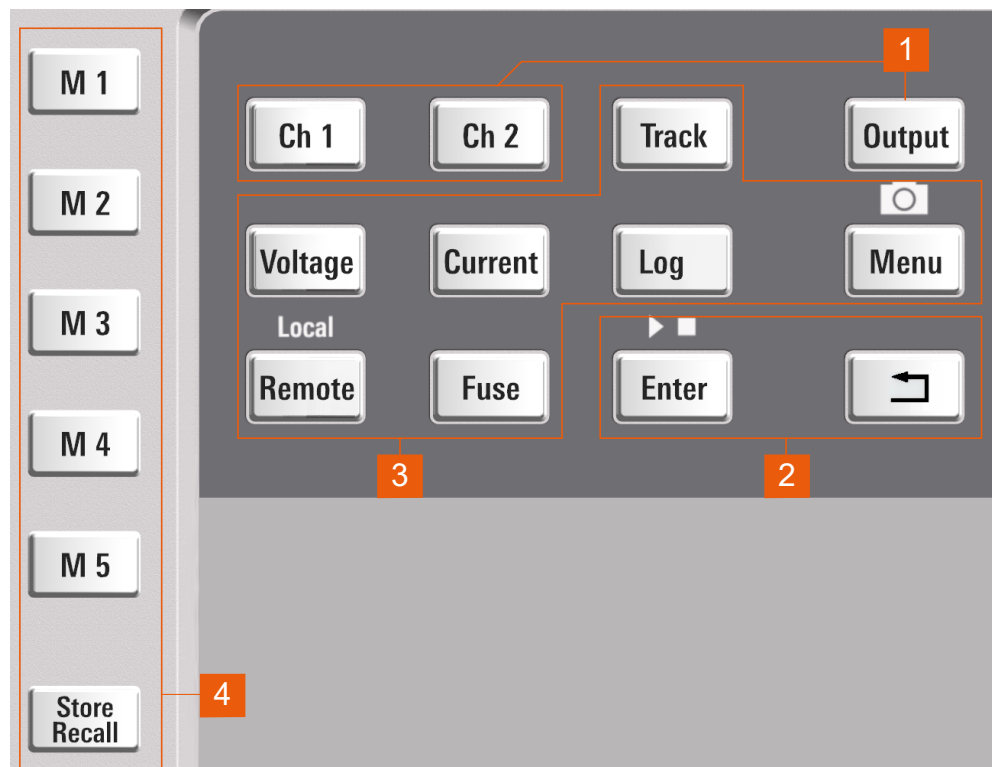 1
M 1
Ch 1
Ch 2
Track
Output
M 2
Voltage
Current
Log
Menu
M 3
Local
Remote
Fuse
Enter
M 4
3
2
M 5
4
Store
Recall